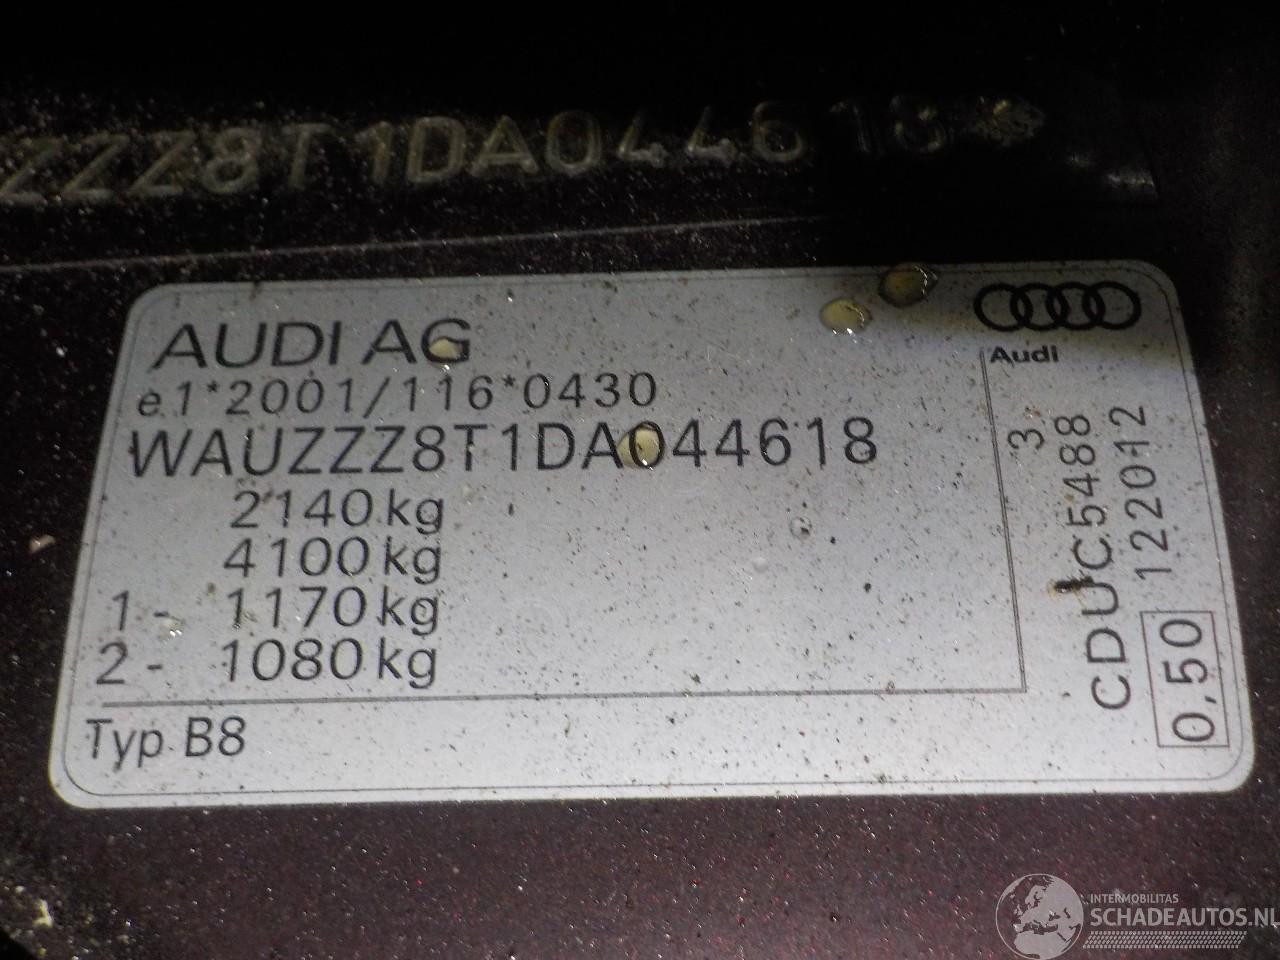 ZZZ8T1DA044618
AUDI AG
Audi
e1*2001/116*0430
WAUZZZ8T1DA044618
2140 kg
4100 kg
1 - 1170 kg
2 - 1080 kg
Typ B8
3.
CDUC5488
122012
0,50
INTERMOBILITAS
SCHADEAUTOS.NL